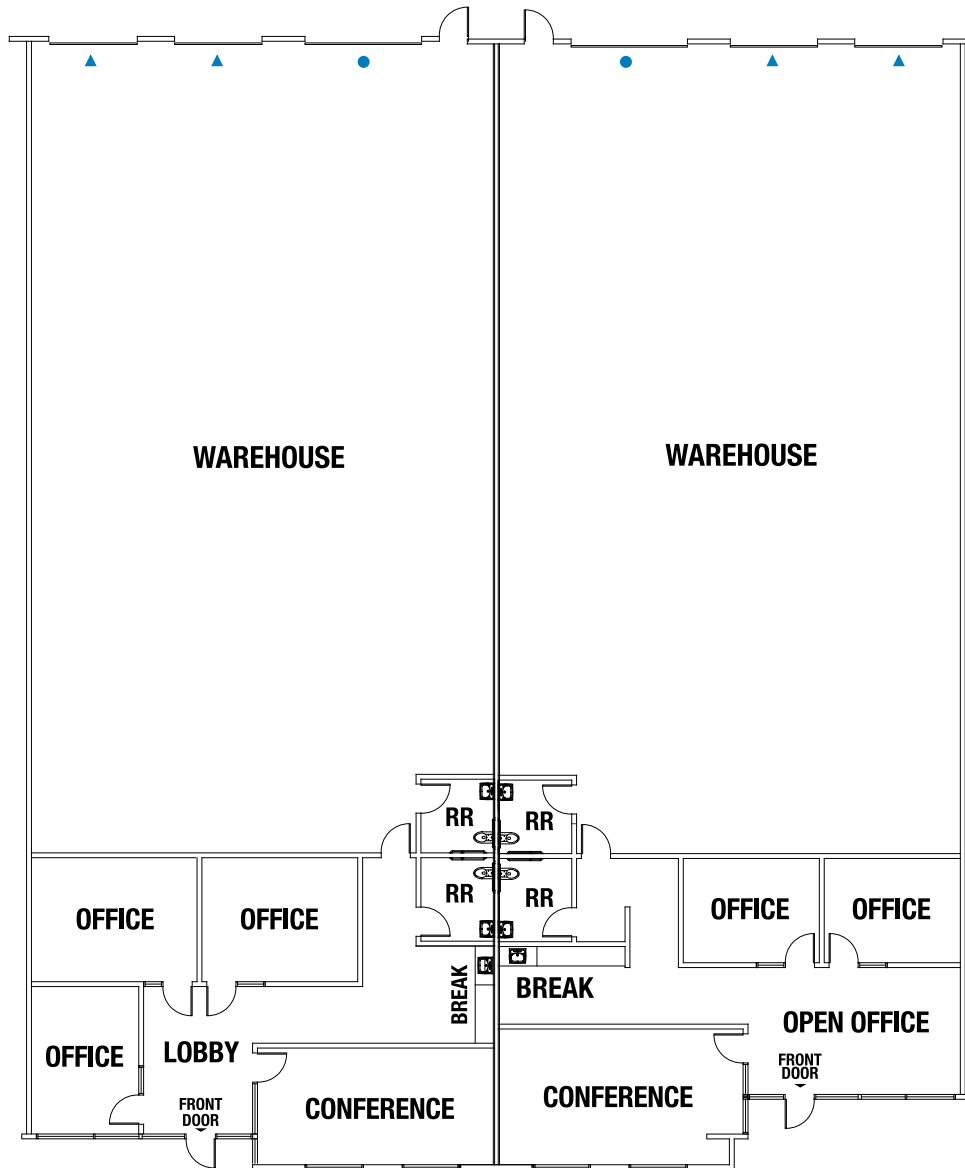 WAREHOUSE
WAREHOUSE
RR
RR
RR
RR
OFFICE
OFFICE
OFFICE
OFFICE
BREAK
BREAK
OPEN OFFICE
OFFICE
LOBBY
FRONT
DOOR
CONFERENCE
CONFERENCE
FRONT
DOOR